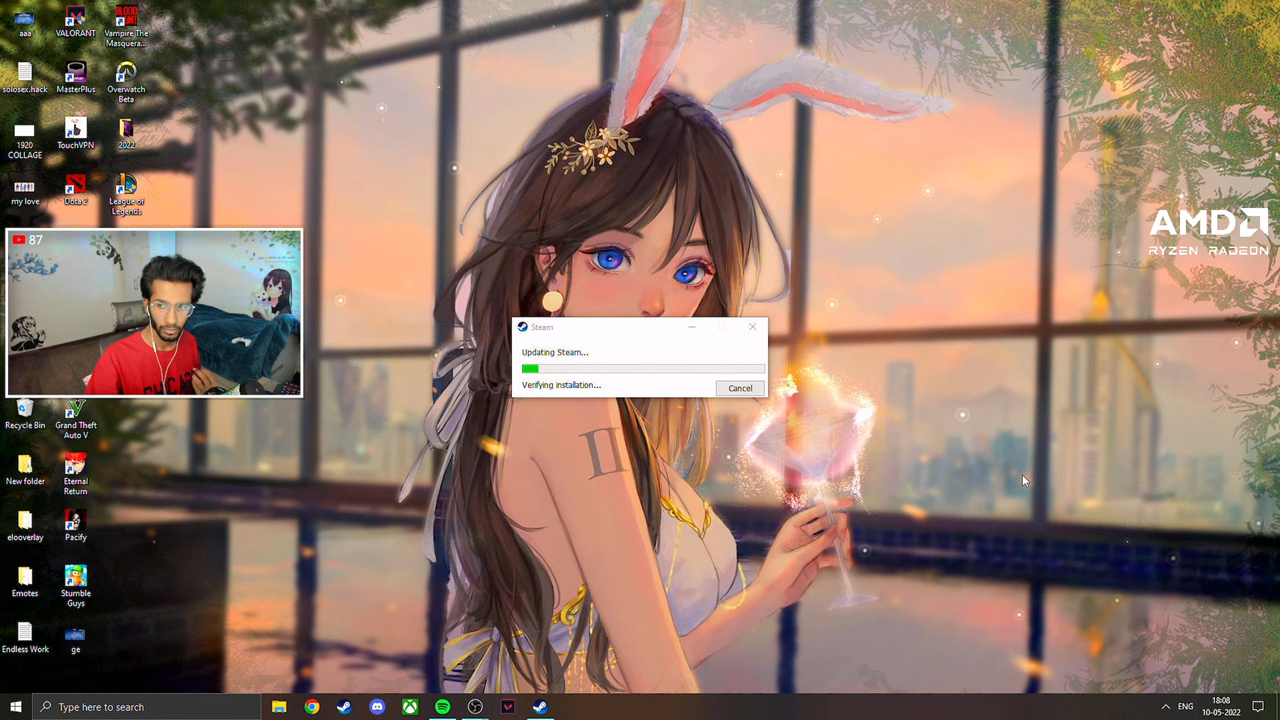 aaa
VALORANT
Vampire The
Masquera...
solosex.hack
MasterPlus
Overwatch
Beta
1920
COLLAGE
TouchVPN
2022
my love
Dota 2
League of
Legends
87
AMD
RYZEN RADEON
Steam
Updating Steam...
Verifying installation...
Cancel
Recycle Bin
Grand Theft
Auto V
New folder
Eternal
Return
elooverlay
Pacify
Emotes
Stumble
Guys
Endless Work
ge
Type here to search
ENG
18:08
10-05-2022